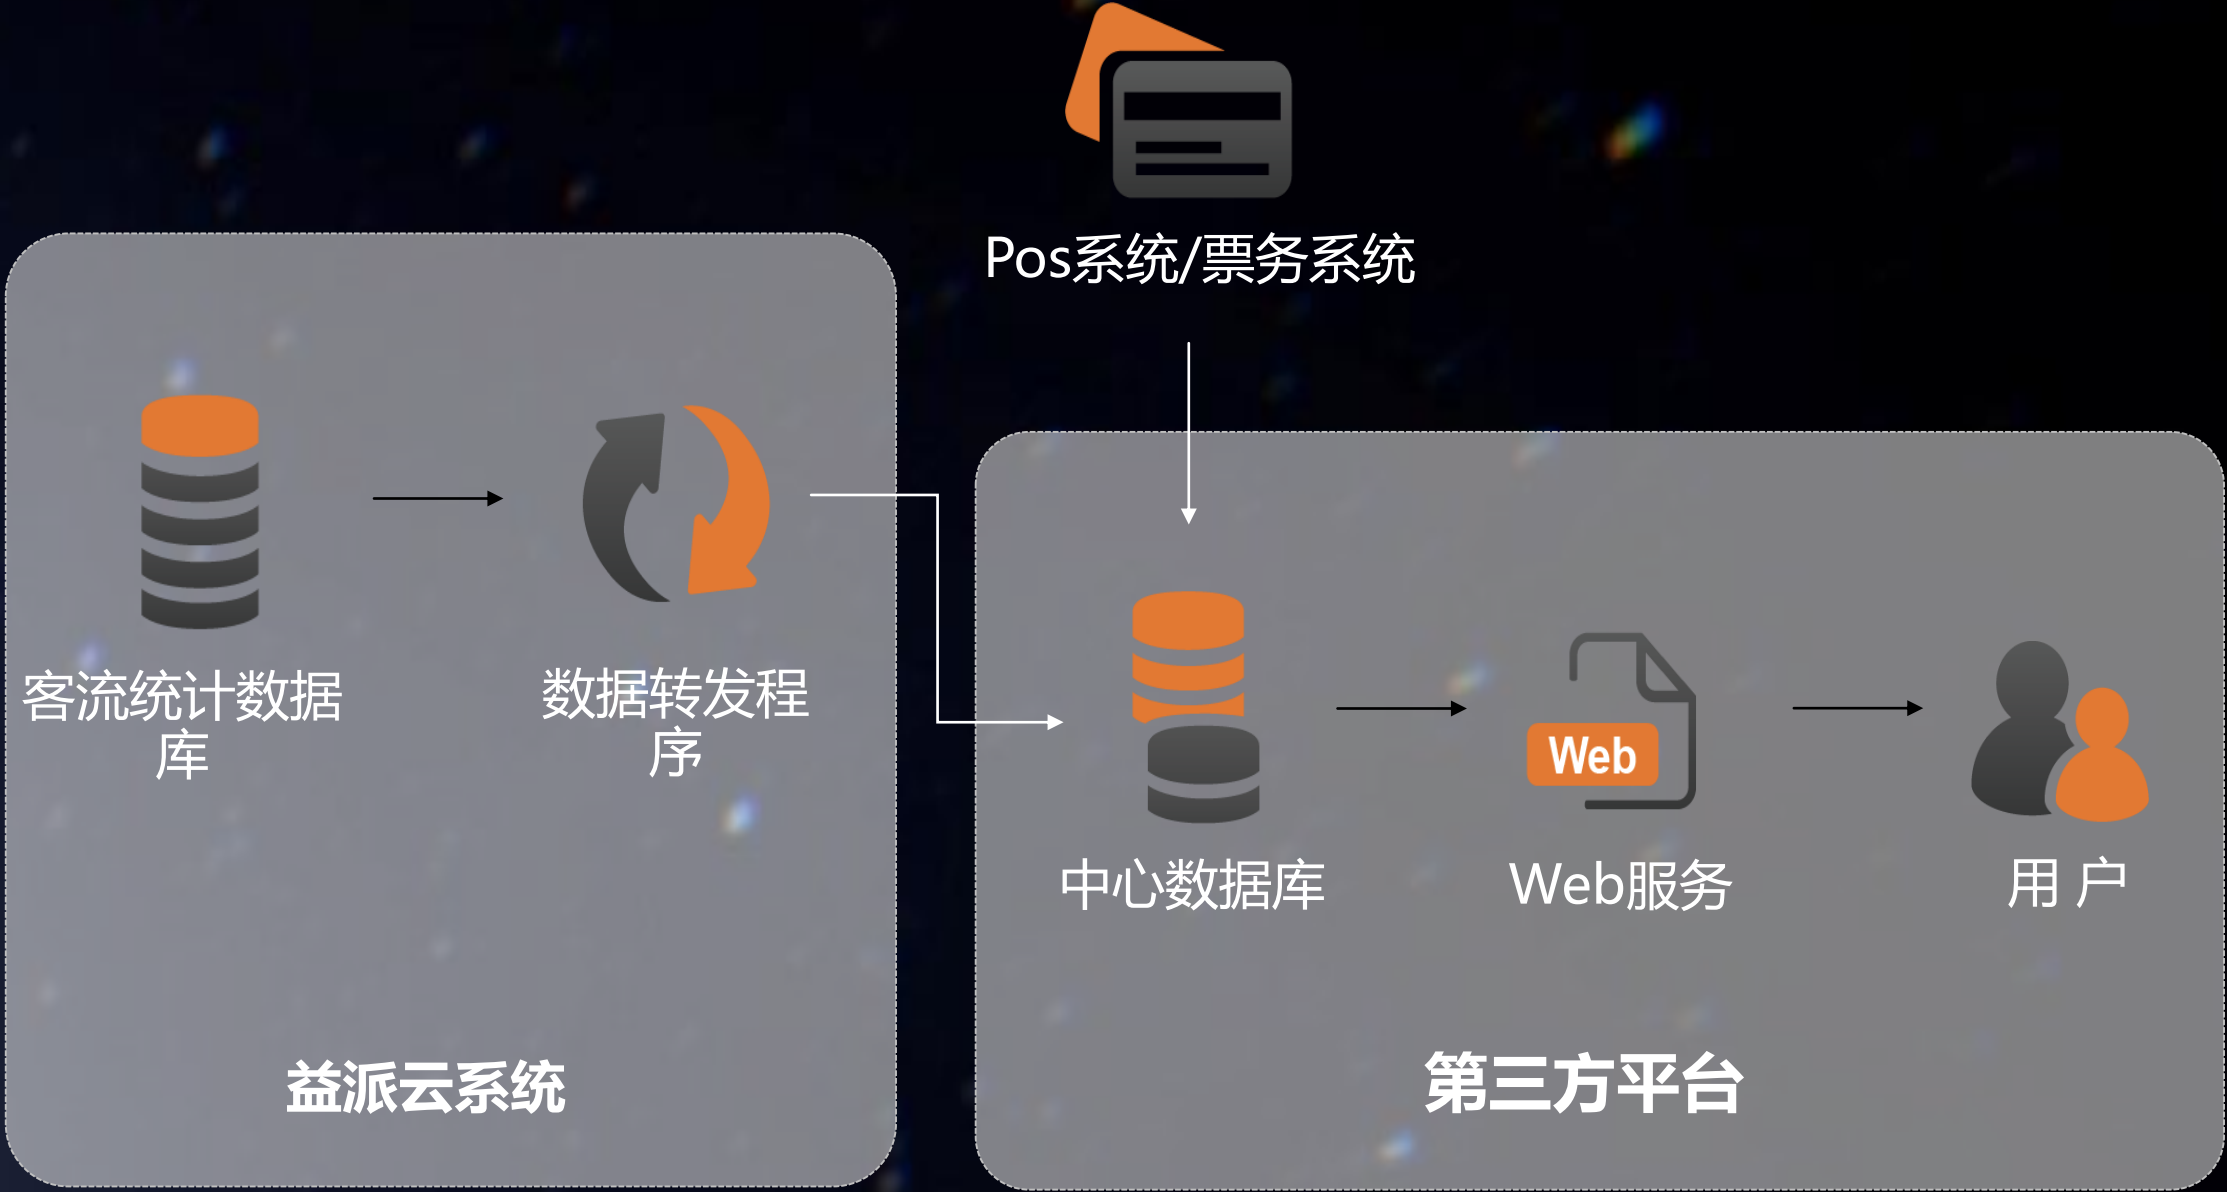 Pos系统/票务系统
客流统计数据
库
数据转发程
序
益派云系统
Web
中心数据库
Web服务
用 户
第三方平台